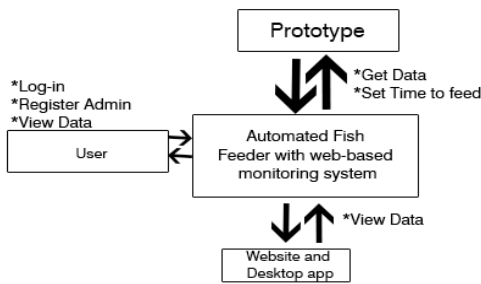 Prototype
*Get Data
*Set Time to feed
*Log-in
*Register Admin
*View Data
User
Automated Fish
Feeder with web-based
monitoring system
*View Data
Website and
Desktop app